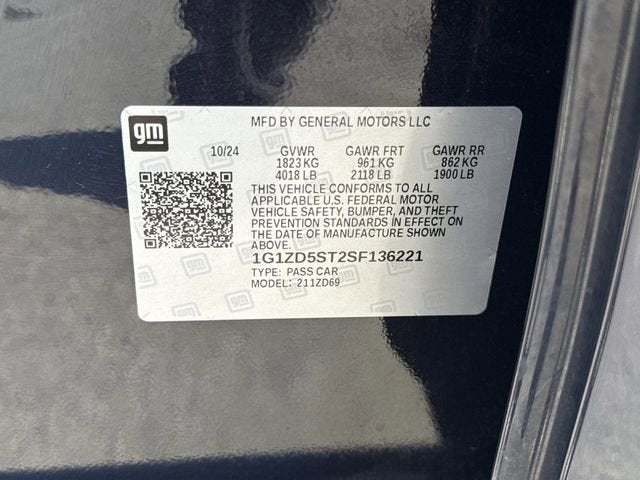 gm
MFD BY GENERAL MOTORS LLC
10/24 GVWR GAWR FRT GAWR RR
1823 KG 961 KG 862 KG
4018 LB 2118 LB 1900 LB
THIS VEHICLE CONFORMS TO ALL
APPLICABLE U.S. FEDERAL MOTOR
VEHICLE SAFETY, BUMPER, AND THEFT
PREVENTION STANDARDS IN EFFECT ON
THE DATE OF MANUFACTURE SHOWN
ABOVE.
1G1ZD5ST2SF136221
TYPE: PASS CAR
MODEL: 211ZD69